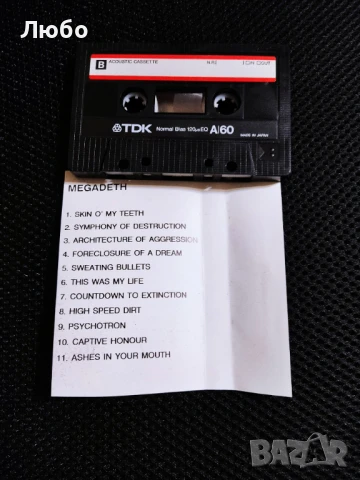 Любо
B ACOUSTIC CASSETTE
TDK Normal Bias 120μs EQ A/60
MADE IN JAPAN
MEGADETH
1. SKIN O' MY TEETH
2. SYMPHONY OF DESTRUCTION
3. ARCHITECTURE OF AGGRESSION
4. FORECLOSURE OF A DREAM
5. SWEATING BULLETS
6. THIS WAS MY LIFE
7. COUNTDOWN TO EXTINCTION
8. HIGH SPEED DIRT
9. PSYCHOTRON
10. CAPTIVE HONOUR
11. ASHES IN YOUR MOUTH
BAZAR